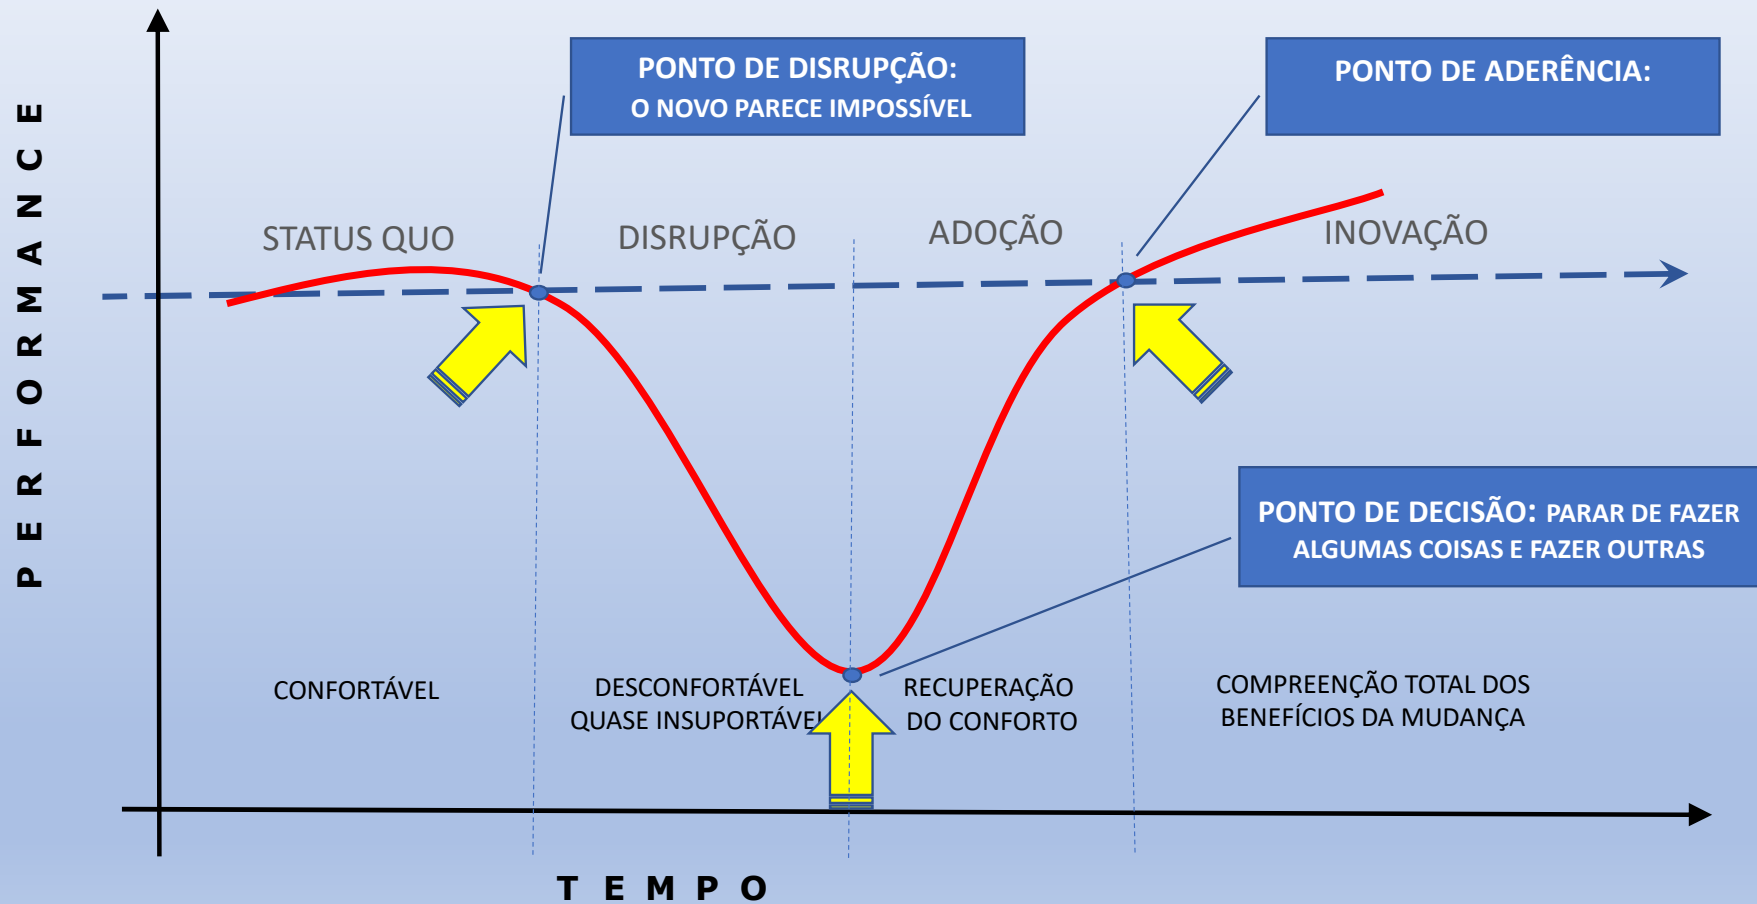 PERFORMANCE
PONTO DE DISRUPÇÃO:
O NOVO PARECE IMPOSSÍVEL
PONTO DE ADERÊNCIA:
STATUS QUO
DISRUPÇÃO
ADOÇÃO
INOVAÇÃO
PONTO DE DECISÃO: PARAR DE FAZER
ALGUMAS COISAS E FAZER OUTRAS
CONFORTÁVEL
DESCONFORTÁVEL
QUASE INSUPORTÁVEL
RECUPERAÇÃO
DO CONFORTO
COMPREENÇÃO TOTAL DOS
BENEFÍCIOS DA MUDANÇA
TEMPO